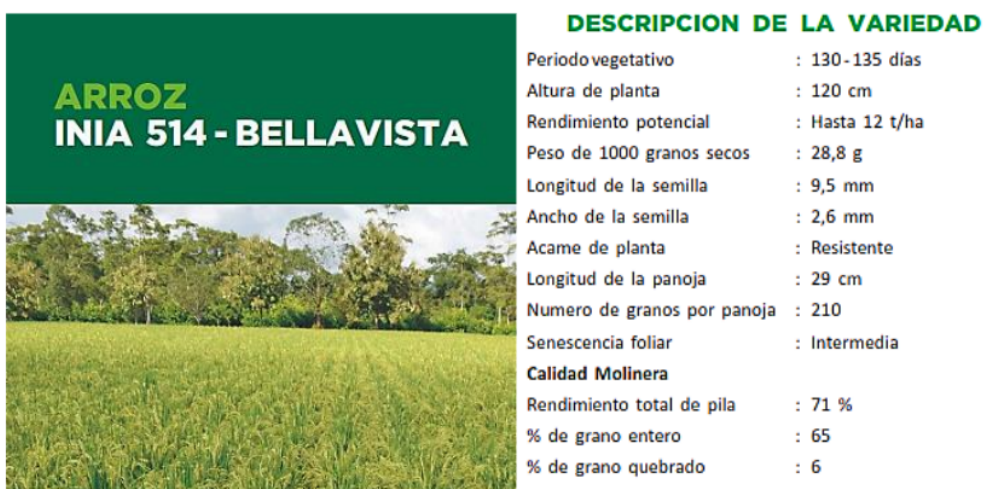 ARROZ
INIA 514 - BELLAVISTA
DESCRIPCION DE LA VARIEDAD
Periodo vegetativo : 130-135 días
Altura de planta : 120 cm
Rendimiento potencial : Hasta 12 t/ha
Peso de 1000 granos secos : 28,8 g
Longitud de la semilla : 9,5 mm
Ancho de la semilla : 2,6 mm
Acame de planta : Resistente
Longitud de la panoja : 29 cm
Numero de granos por panoja : 210
Senescencia foliar : Intermedia
Calidad Molinera
Rendimiento total de pila : 71 %
% de grano entero : 65
% de grano quebrado : 6